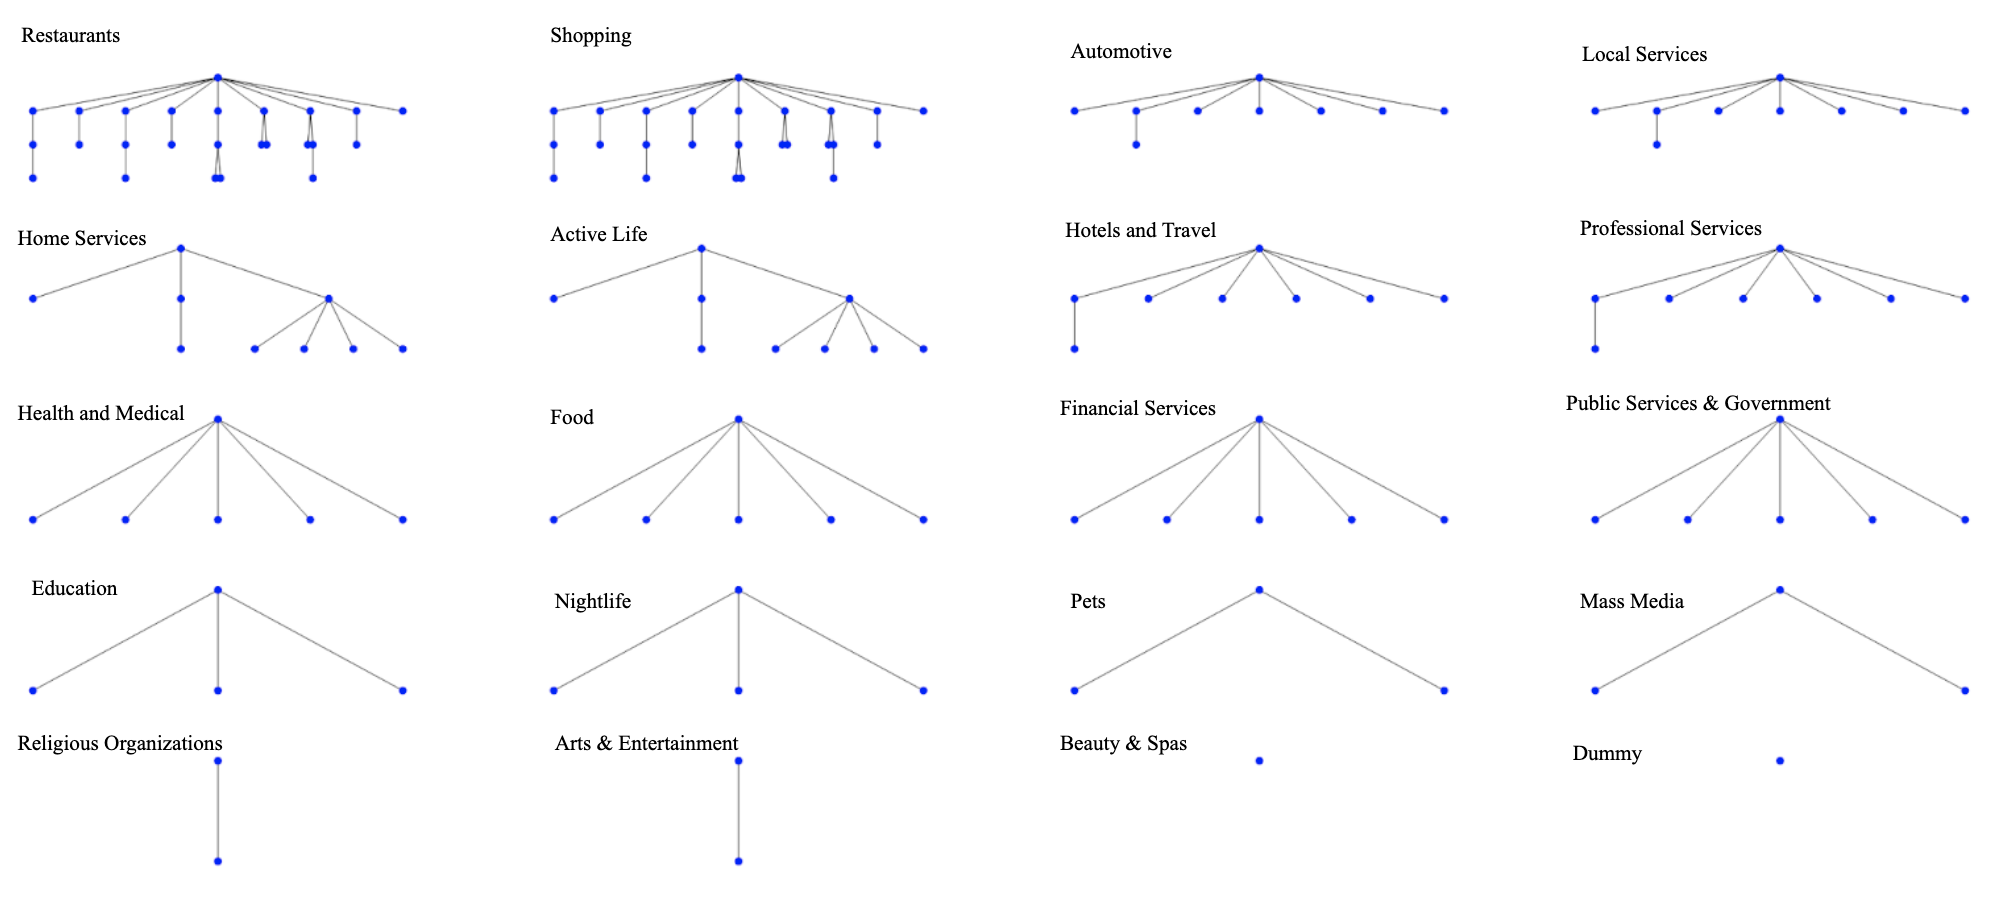 Restaurants
Shopping
Automotive
Local Services
Home Services
Active Life
Hotels and Travel
Professional Services
Health and Medical
Food
Financial Services
Public Services & Government
Education
Nightlife
Pets
Mass Media
Religious Organizations
Arts & Entertainment
Beauty & Spas
Dummy